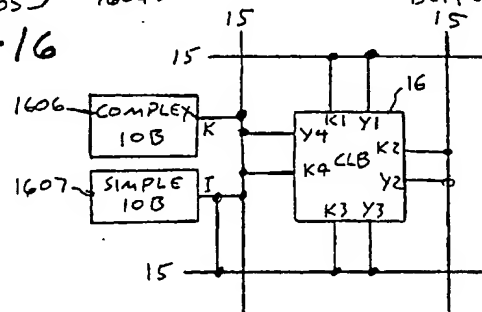 15
15
16
15
16
1606
COMPLEX
IOB
K
K1
Y1
Y4
K2
CLB
K4
Y2
1607
SIMPLE
IOB
I
K3
Y3
15